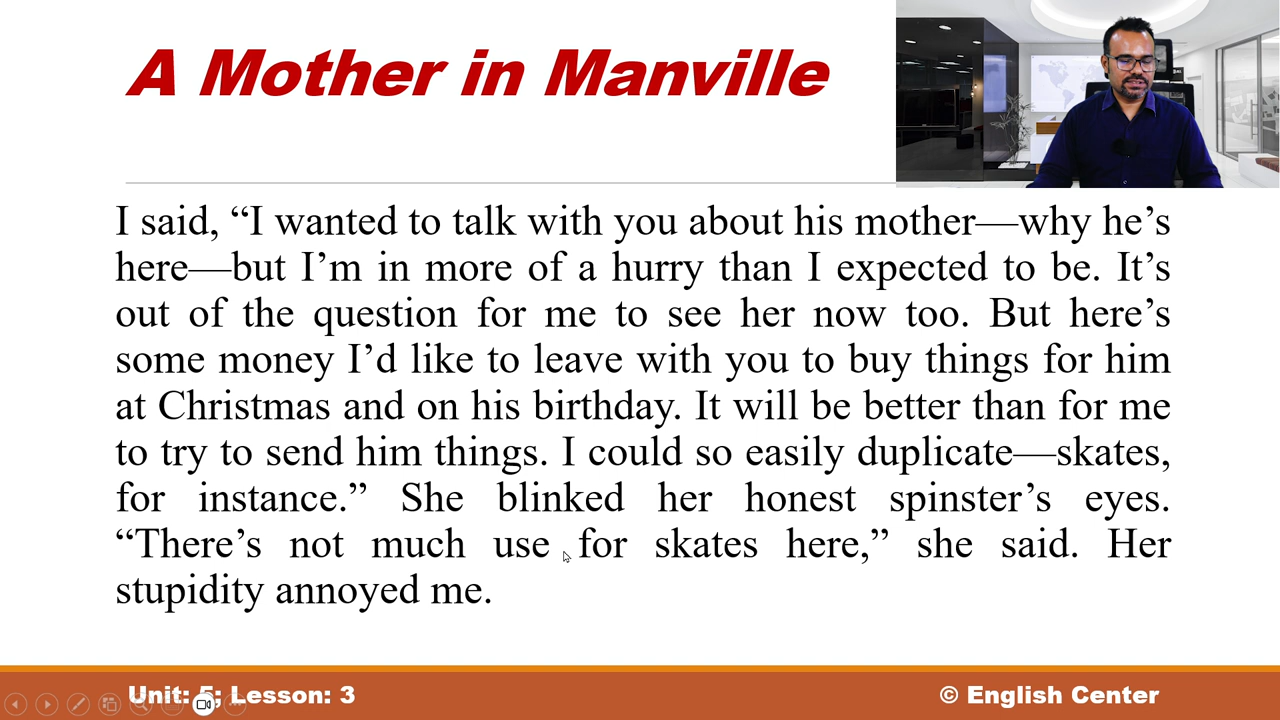 A Mother in Manville
I said, “I wanted to talk with you about his mother—why he’s
here—but I’m in more of a hurry than I expected to be. It’s
out of the question for me to see her now too. But here’s
some money I’d like to leave with you to buy things for him
at Christmas and on his birthday. It will be better than for me
to try to send him things. I could so easily duplicate—skates,
for instance.” She blinked her honest spinster’s eyes.
“There’s not much use for skates here,” she said. Her
stupidity annoyed me.
Unit: 5; Lesson: 3
© English Center